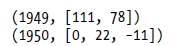 (1949, [111, 78])
(1950, [0, 22, -11])